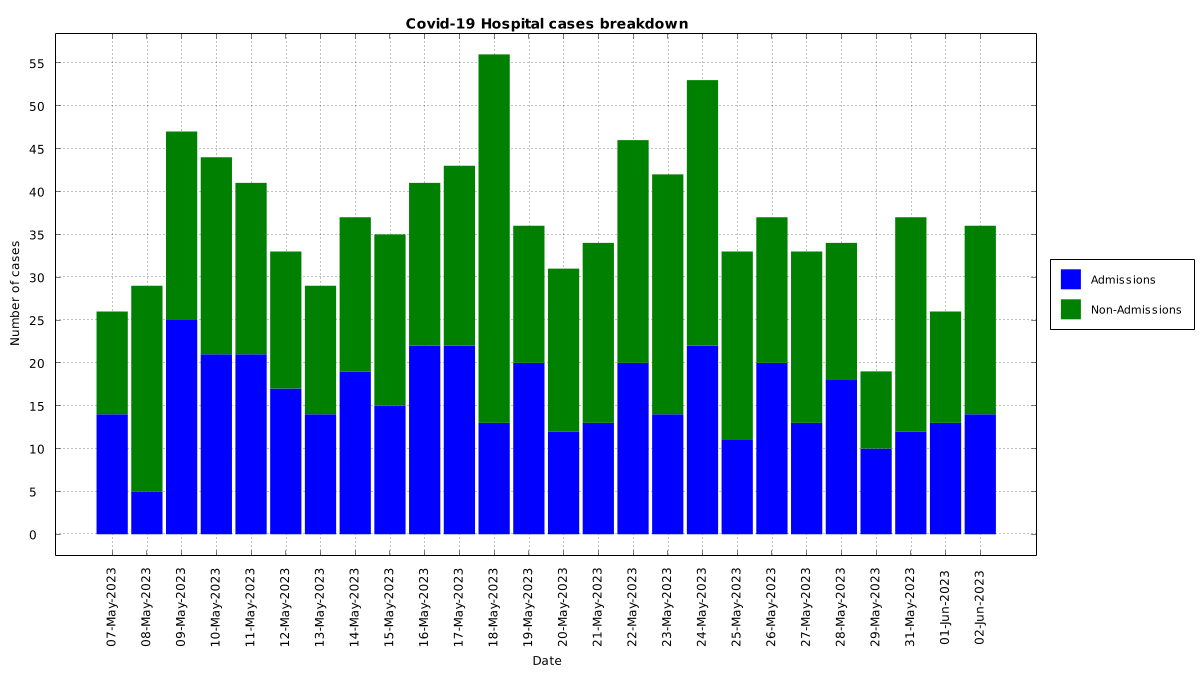 Covid-19 Hospital cases breakdown
55
50
45
40
35
30
25
20
15
10
5
0
Number of cases
07-May-2023
08-May-2023
09-May-2023
10-May-2023
11-May-2023
12-May-2023
13-May-2023
14-May-2023
15-May-2023
16-May-2023
17-May-2023
18-May-2023
19-May-2023
20-May-2023
21-May-2023
22-May-2023
23-May-2023
24-May-2023
25-May-2023
26-May-2023
27-May-2023
28-May-2023
29-May-2023
31-May-2023
01-Jun-2023
02-Jun-2023
Date
Admissions
Non-Admissions